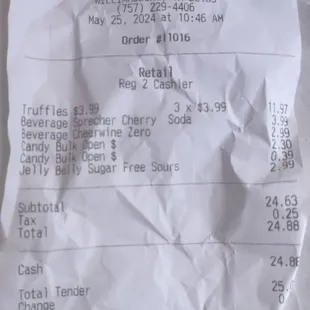 (757) 229-4406
May 25, 2024 at 10:46 AM
Order #11016
Retail
Reg 2 Cashier
Truffles $3.99 3 x $3.99 11.97
Beverage Sprecher Cherry Soda 3.99
Beverage Cheerwine Zero 2.99
Candy Bulk Open $ 2.30
Candy Bulk Open $ 0.39
Jelly Belly Sugar Free Sours 2.99
Subtotal 24.63
Tax 0.25
Total 24.88
Cash 24.88
Total Tender 25.
Change 0